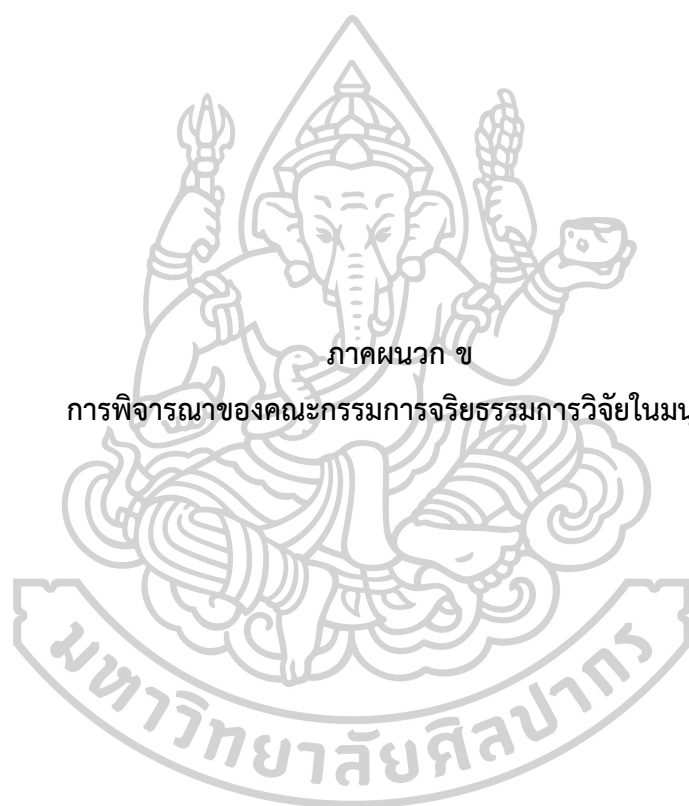 ภาคผนวก ข
การพิจารณาของคณะกรรมการจริยธรรมการวิจัยในมนุ
มหาวิทยาลัยศิลปากร